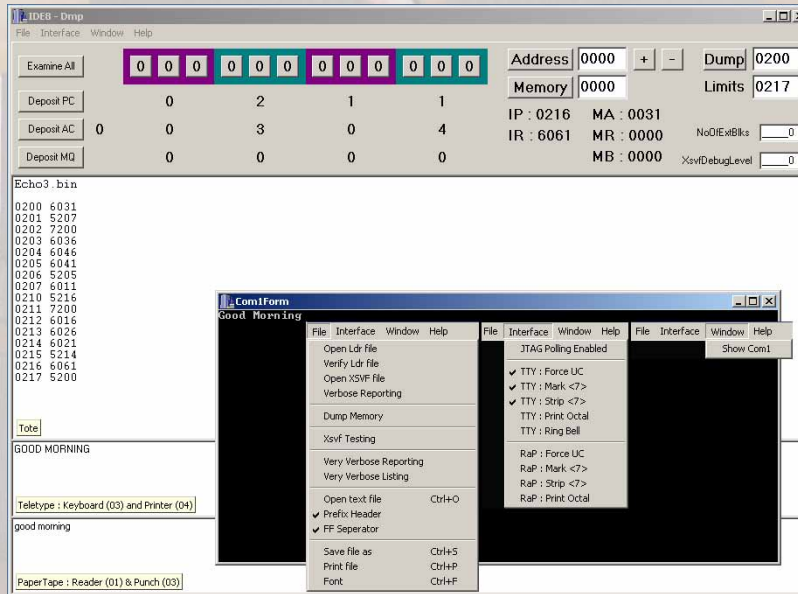 IDE8 - Dmp
File Interface Window Help
Examine All 0 0 0 0 0 0 0 0 0 0 0 0 Address 0000 + - Dump 0200
Memory 0000 Limits 0217
Deposit PC 0 2 1 1
IP : 0216 MA : 0031
Deposit AC 0 0 3 0 4
IR : 6061 MR : 0000 NoOfExtBlks 0
Deposit MQ 0 0 0 0
MB : 0000 XsvfDebugLevel 0
Echo3.bin
0200 6031
0201 5207
0202 7200
0203 6036
0204 6046
0205 6041
0206 5205
0207 6011
0210 5216
0211 7200
0212 6016
0213 6026
0214 6021
0215 5214
0216 6061
0217 5200
Tote
GOOD MORNING
Teletype : Keyboard (03) and Printer (04)
good morning
PaperTape : Reader (01) & Punch (03)
Com1Form
Good Morning
File Interface Window Help
Open Ldr file
Verify Ldr file
Open XSVF file
Verbose Reporting
Dump Memory
Xsvf Testing
Very Verbose Reporting
Very Verbose Listing
Open text file Ctrl+O
Prefix Header
FF Seperator
Save file as Ctrl+S
Print file Ctrl+P
Font Ctrl+F
File Interface Window Help
JTAG Polling Enabled
TTY : Force UC
TTY : Mark <7>
TTY : Strip <7>
TTY : Print Octal
TTY : Ring Bell
RaP : Force UC
RaP : Mark <7>
RaP : Strip <7>
RaP : Print Octal
File Interface Window Help
Show Com1